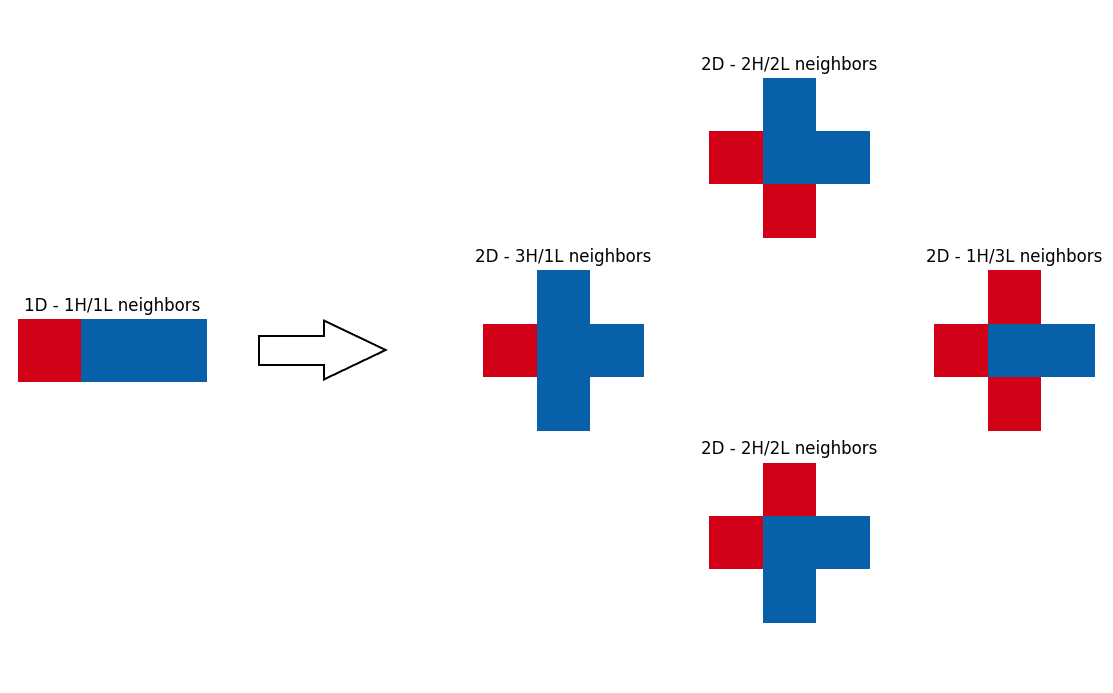 2D - 2H/2L neighbors
2D - 3H/1L neighbors
2D - 1H/3L neighbors
1D - 1H/1L neighbors
2D - 2H/2L neighbors